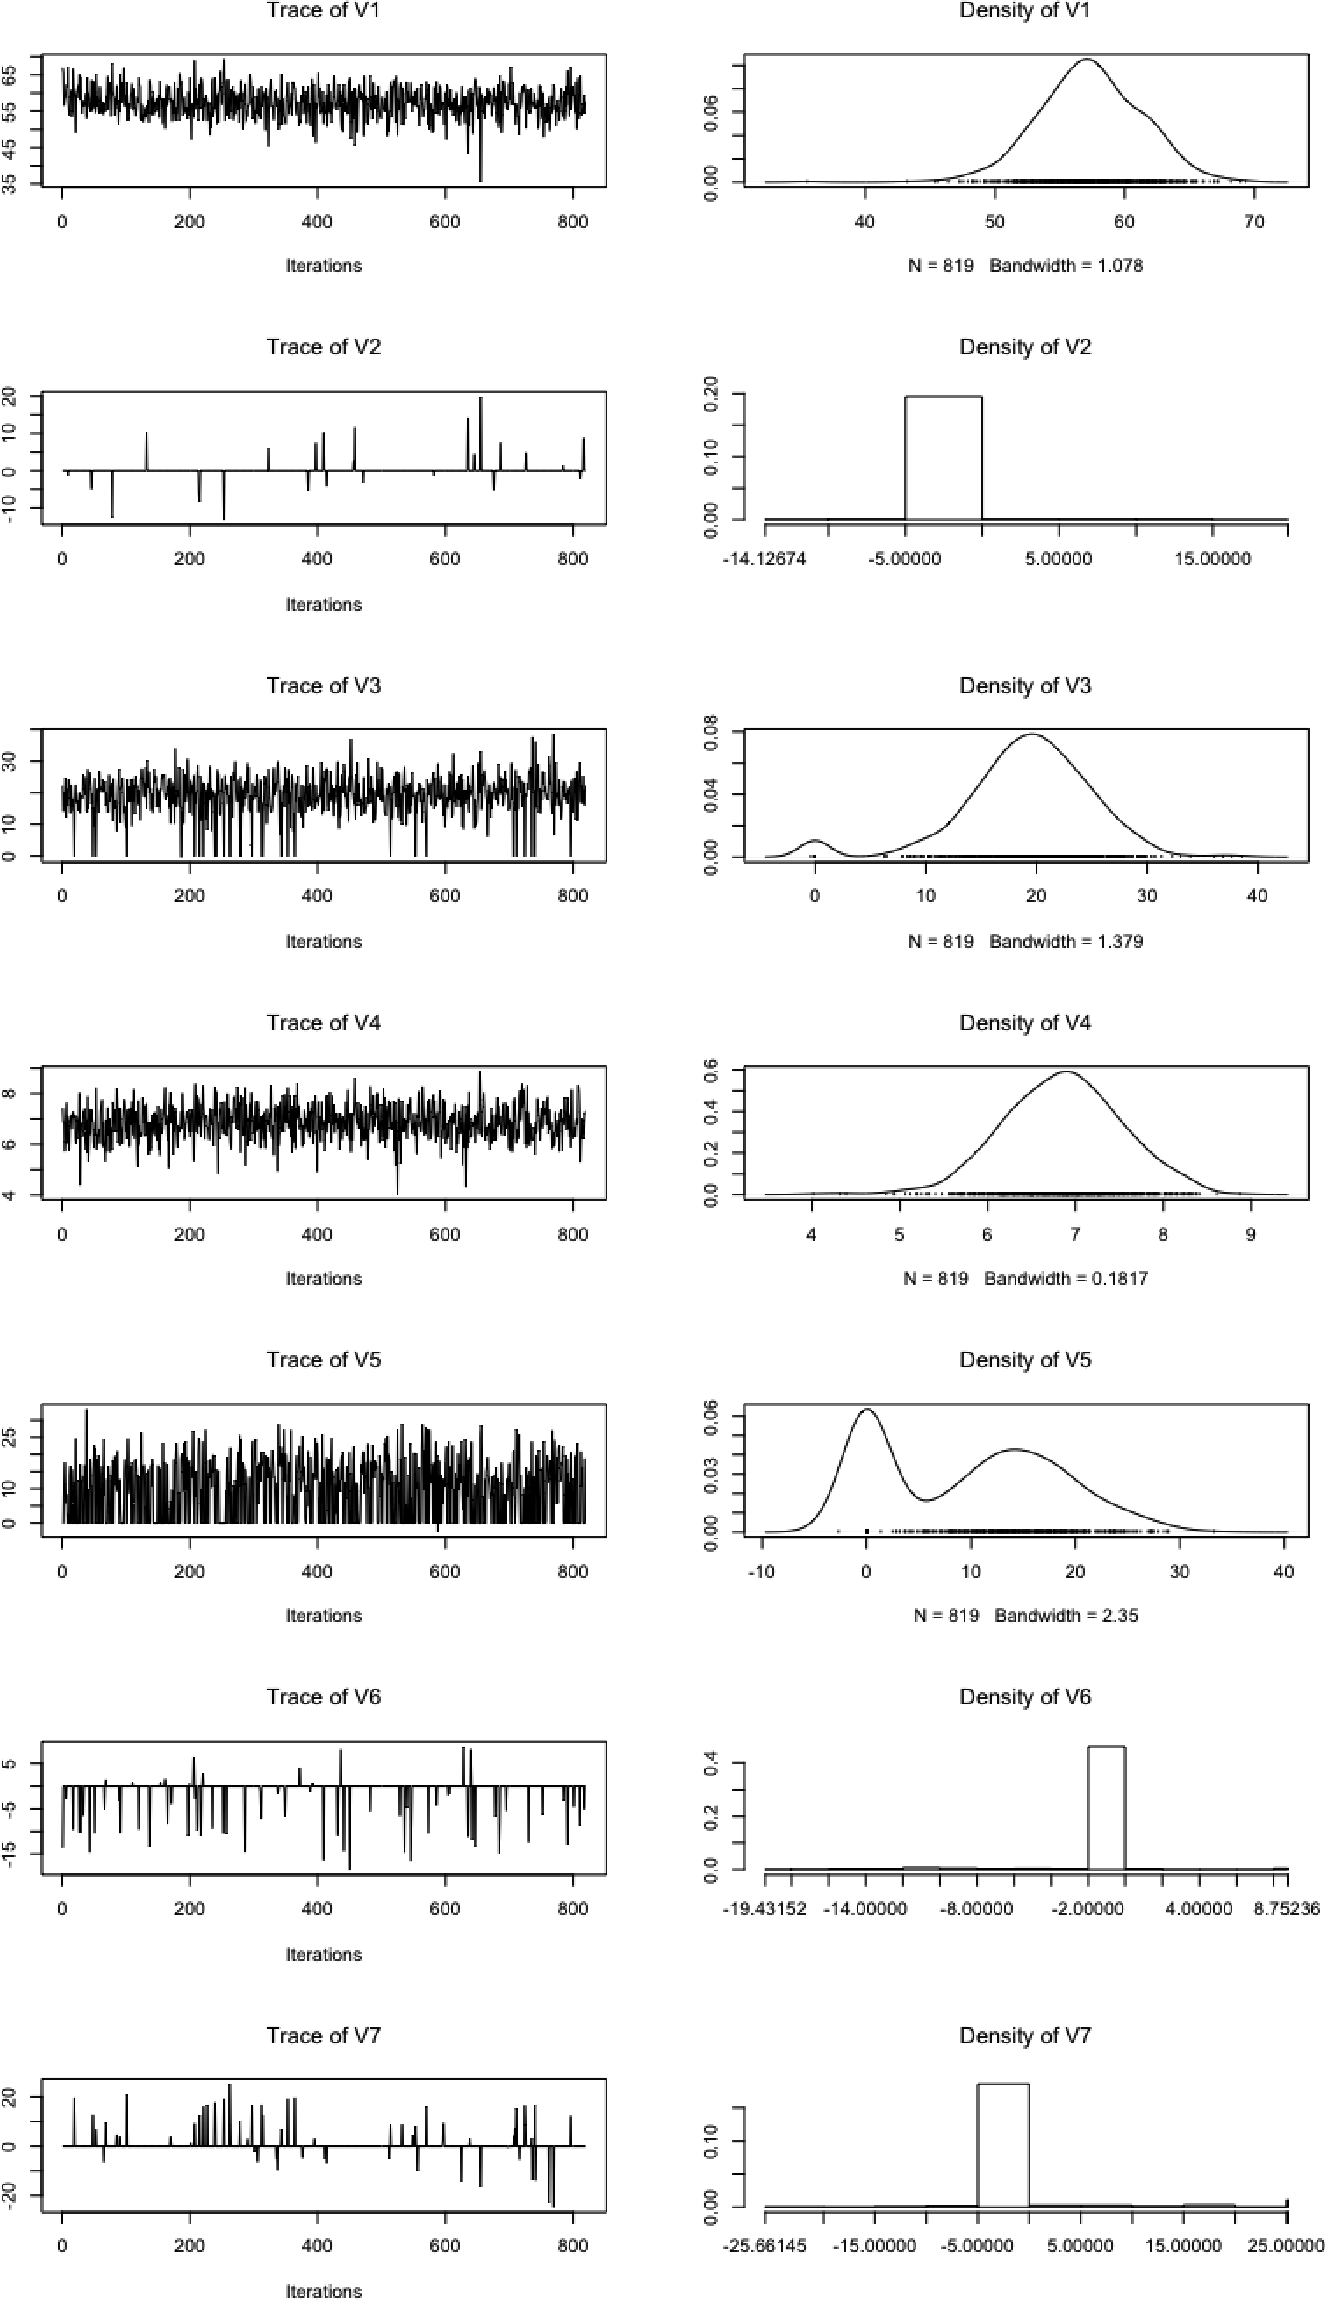 Trace of V1
Density of V1
35 45 55 65
0.00 0.06
0 200 400 600 800
40 50 60 70
Iterations
N = 819 Bandwidth = 1.078
Trace of V2
Density of V2
-10 0 10 20
0.00 0.10 0.20
0 200 400 600 800
-14.12674 -5.00000 5.00000 15.00000
Iterations
Trace of V3
Density of V3
0 10 30
0.00 0.04 0.08
0 200 400 600 800
0 10 20 30 40
Iterations
N = 819 Bandwidth = 1.379
Trace of V4
Density of V4
4 6 8
0.0 0.2 0.4 0.6
0 200 400 600 800
4 5 6 7 8 9
Iterations
N = 819 Bandwidth = 0.1817
Trace of V5
Density of V5
0 10 25
0.00 0.03 0.06
0 200 400 600 800
-10 0 10 20 30 40
Iterations
N = 819 Bandwidth = 2.35
Trace of V6
Density of V6
-15 -5 5
0.0 0.2 0.4
0 200 400 600 800
-19.43152 -14.00000 -8.00000 -2.00000 4.00000 8.75236
Iterations
Trace of V7
Density of V7
-20 0 20
0.00 0.10
0 200 400 600 800
-25.66145 -15.00000 -5.00000 5.00000 15.00000 25.00000
Iterations